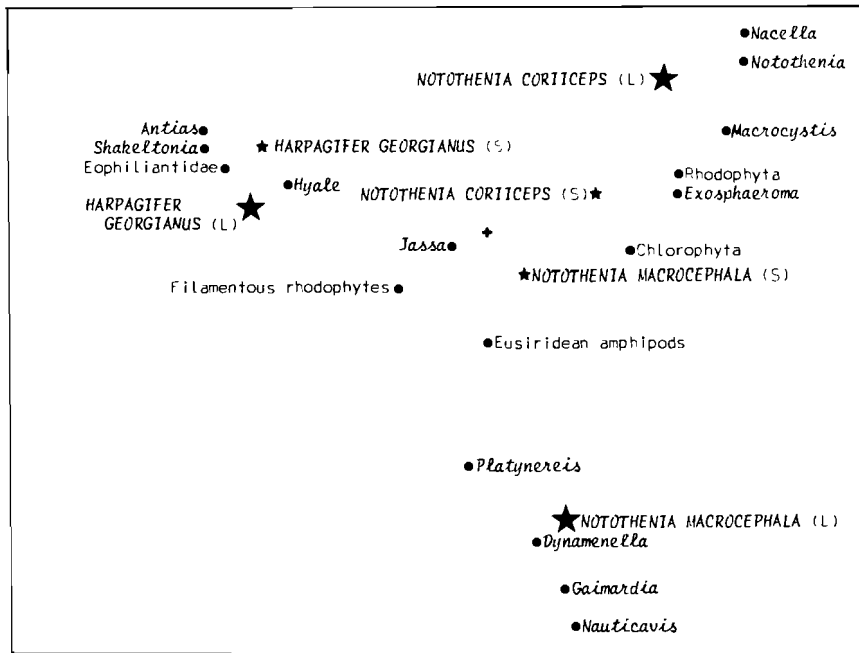 Nacella
Notothenia
NOTOTHENIA CORIICEPS (L)
Antias
Macrocystis
Shakeltonia
HARPAGIFER GEORGIANUS (S)
Eophiliantidae
Rhodophyta
Hyale
NOTOTHENIA CORIICEPS (S)
Exosphaeroma
HARPAGIFER
GEORGIANUS (L)
Jassa
Chlorophyta
NOTOTHENIA MACROCEPHALA (S)
Filamentous rhodophytes
Eusiridean amphipods
Platynereis
NOTOTHENIA MACROCEPHALA (L)
Dynamenella
Gaimardia
Nauticavis